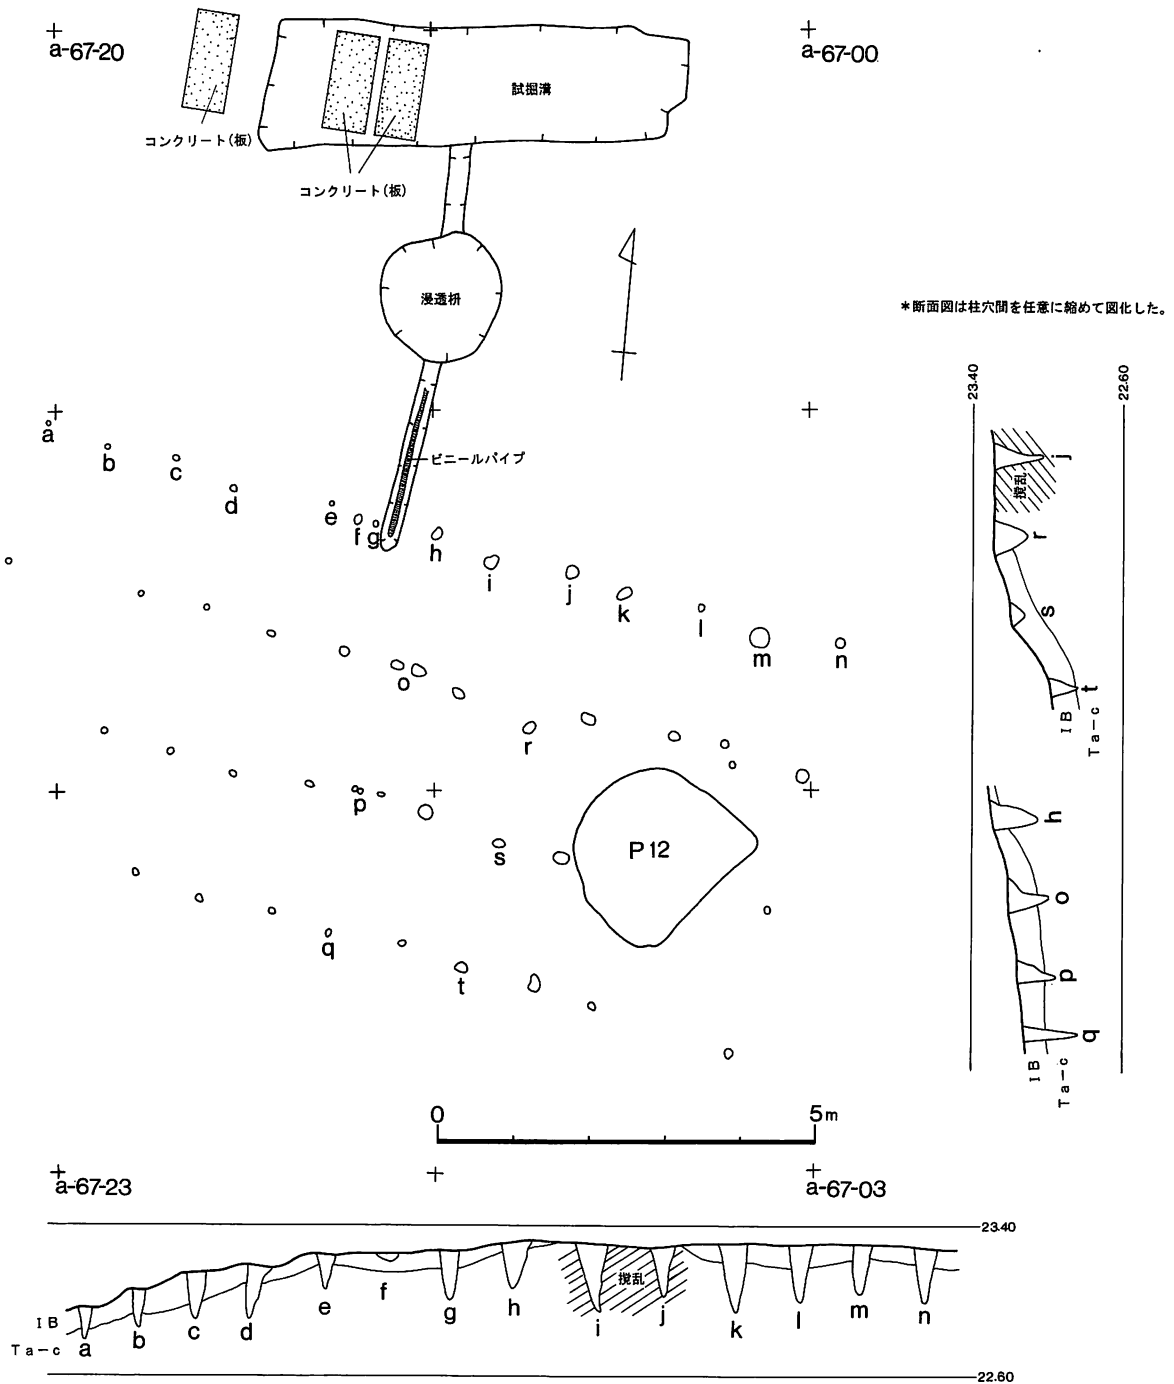 a-67-20
a-67-00
試掘溝
コンクリート(板)
コンクリート(板)
浸透枡
*断面図は柱穴間を任意に縮めて図化した。
23.40
22.60
a
b
c
d
e
f
g
h
i
j
k
l
m
n
ビニールパイプ
j
撹乱
r
s
t
IB
Ta-c
o
r
p
s
P12
q
t
h
o
p
q
IB
Ta-c
0
5m
a-67-23
a-67-03
23.40
撹乱
IB
Ta-c
a
b
c
d
e
f
g
h
i
j
k
l
m
n
22.60